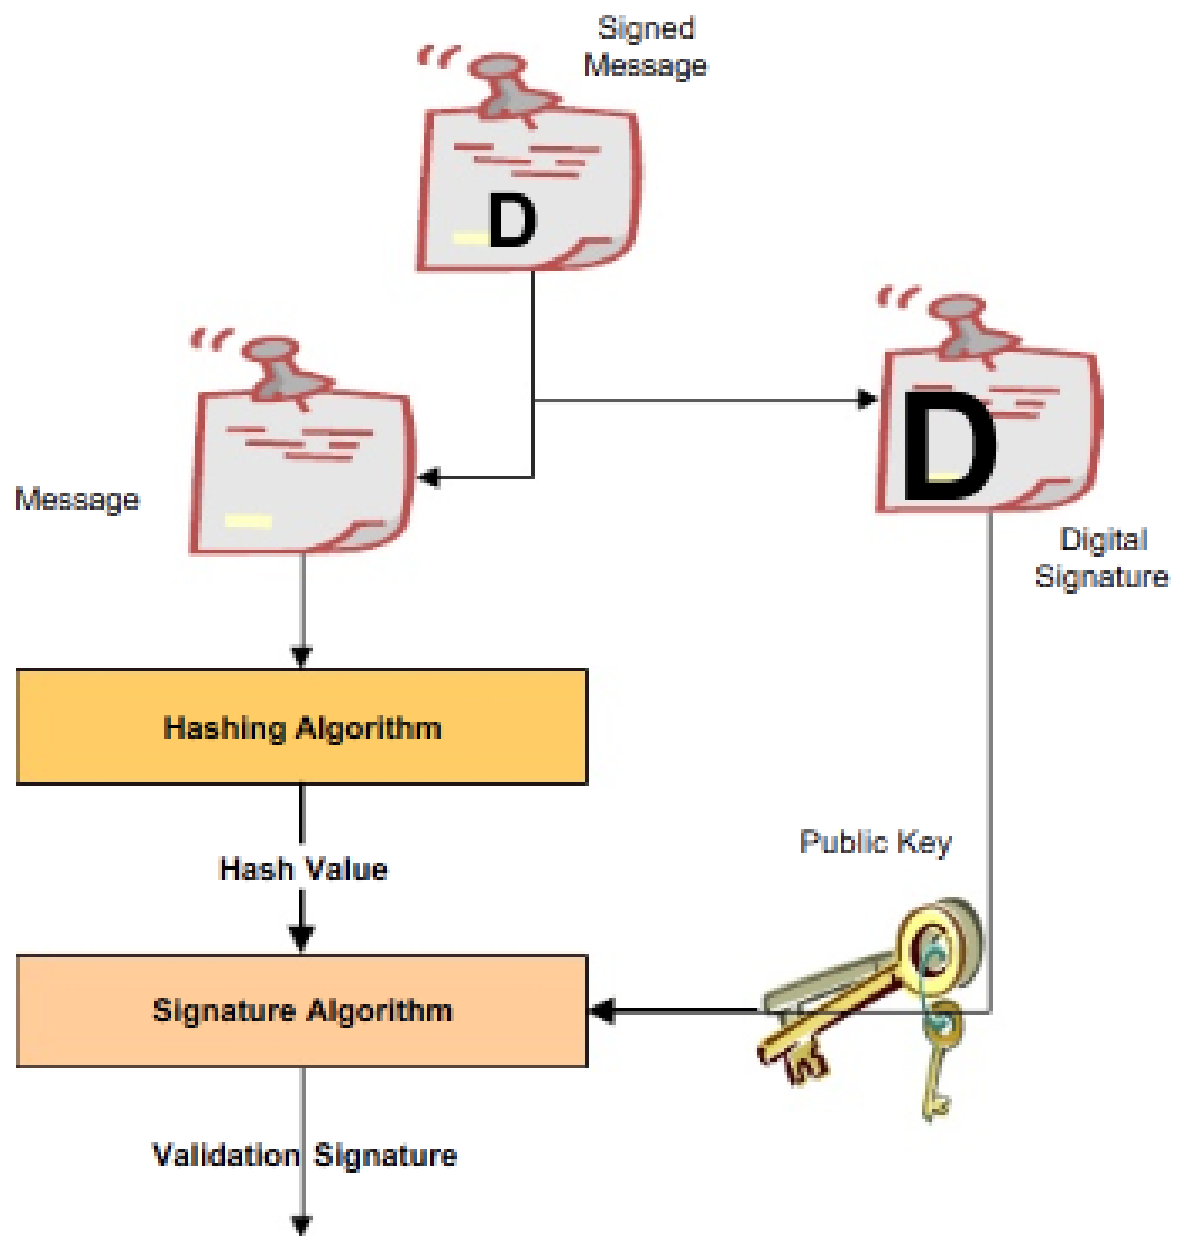 Signed
Message
D
D
Message
Digital
Signature
Hashing Algorithm
Public Key
Hash Value
Signature Algorithm
Validation Signature